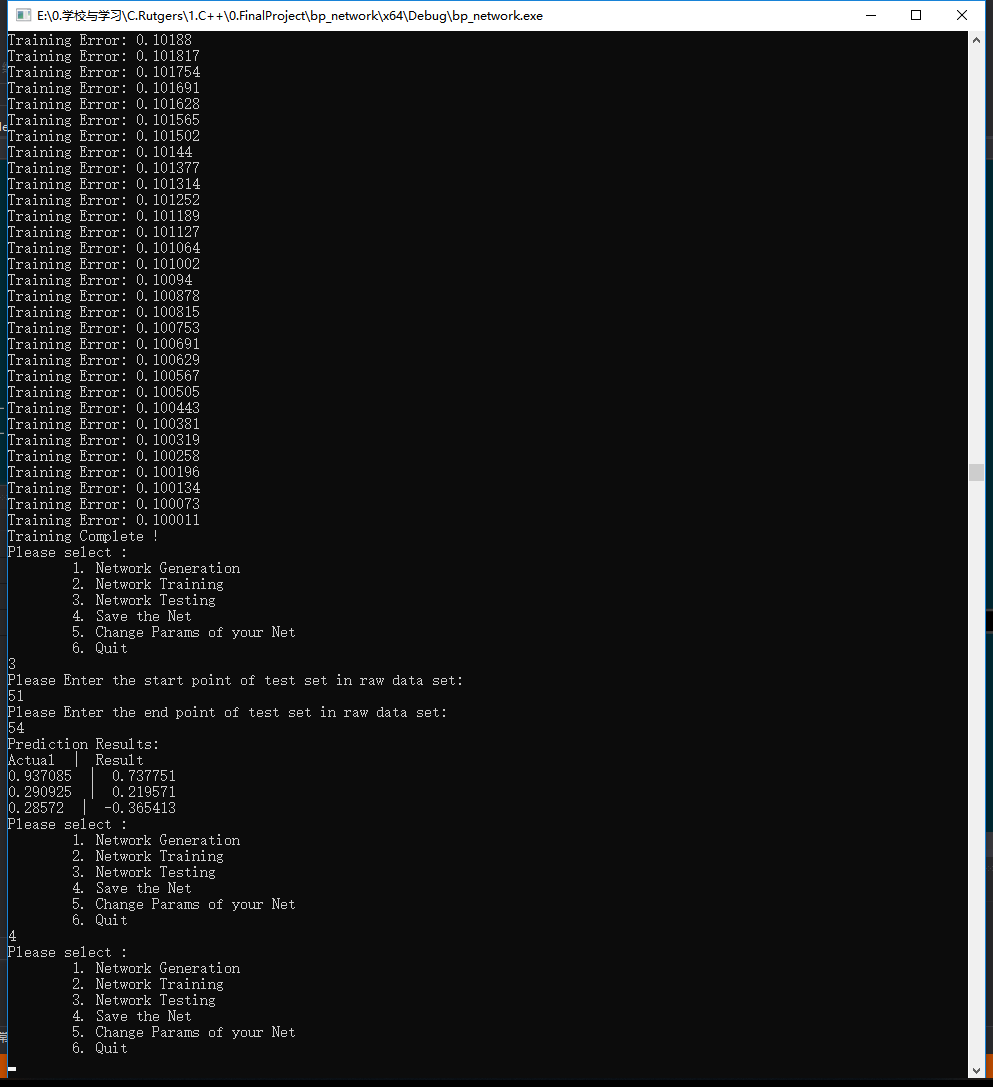 E:\0.学校与学习\C.Rutgers\1.C++\0.FinalProject\bp_network\x64\Debug\bp_network.exe
Training Error: 0.10188
Training Error: 0.101817
Training Error: 0.101754
Training Error: 0.101691
Training Error: 0.101628
Training Error: 0.101565
Training Error: 0.101502
Training Error: 0.10144
Training Error: 0.101377
Training Error: 0.101314
Training Error: 0.101252
Training Error: 0.101189
Training Error: 0.101127
Training Error: 0.101064
Training Error: 0.101002
Training Error: 0.10094
Training Error: 0.100878
Training Error: 0.100815
Training Error: 0.100753
Training Error: 0.100691
Training Error: 0.100629
Training Error: 0.100567
Training Error: 0.100505
Training Error: 0.100443
Training Error: 0.100381
Training Error: 0.100319
Training Error: 0.100258
Training Error: 0.100196
Training Error: 0.100134
Training Error: 0.100073
Training Error: 0.100011
Training Complete !
Please select :
1. Network Generation
2. Network Training
3. Network Testing
4. Save the Net
5. Change Params of your Net
6. Quit
3
Please Enter the start point of test set in raw data set:
51
Please Enter the end point of test set in raw data set:
54
Prediction Results:
Actual | Result
0.937085 | 0.737751
0.290925 | 0.219571
0.28572 | -0.365413
Please select :
1. Network Generation
2. Network Training
3. Network Testing
4. Save the Net
5. Change Params of your Net
6. Quit
4
Please select :
1. Network Generation
2. Network Training
3. Network Testing
4. Save the Net
5. Change Params of your Net
6. Quit